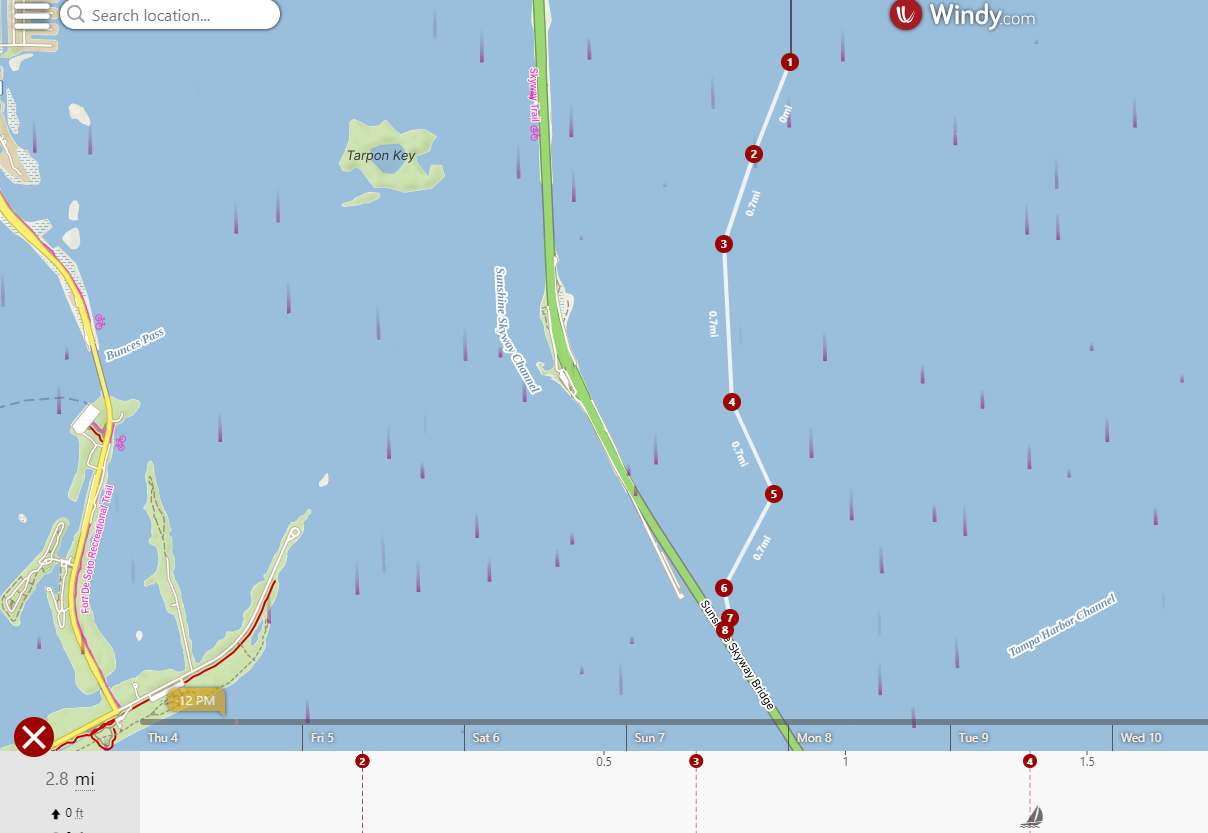 Search location...
Windy.com
1
Skyway Trail
0mi
2
Tarpon Key
0.7mi
3
Sunshine Skyway Channel
0.7mi
Bunces Pass
4
0.7mi
5
Fort De Soto Recreational Trail
0.7mi
6
7
8
Sunshine Skyway Bridge
Tampa Harbor Channel
12 PM
Thu 4
Fri 5
Sat 6
Sun 7
Mon 8
Tue 9
Wed 10
2
0.5
3
1
4
1.5
2.8 mi
0 ft